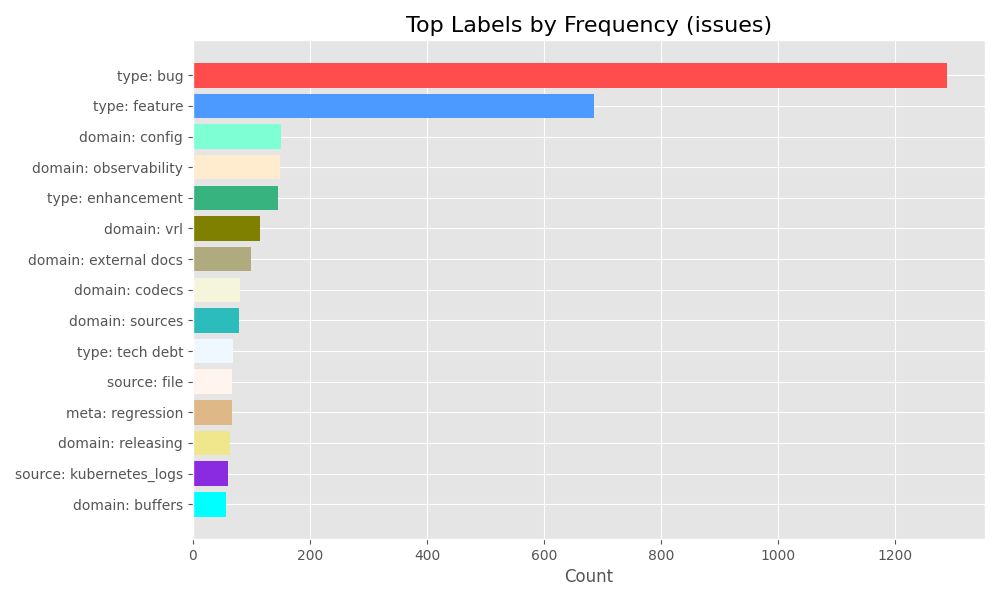 Top Labels by Frequency (issues)
type: bug
type: feature
domain: config
domain: observability
type: enhancement
domain: vrl
domain: external docs
domain: codecs
domain: sources
type: tech debt
source: file
meta: regression
domain: releasing
source: kubernetes_logs
domain: buffers
0 200 400 600 800 1000 1200
Count